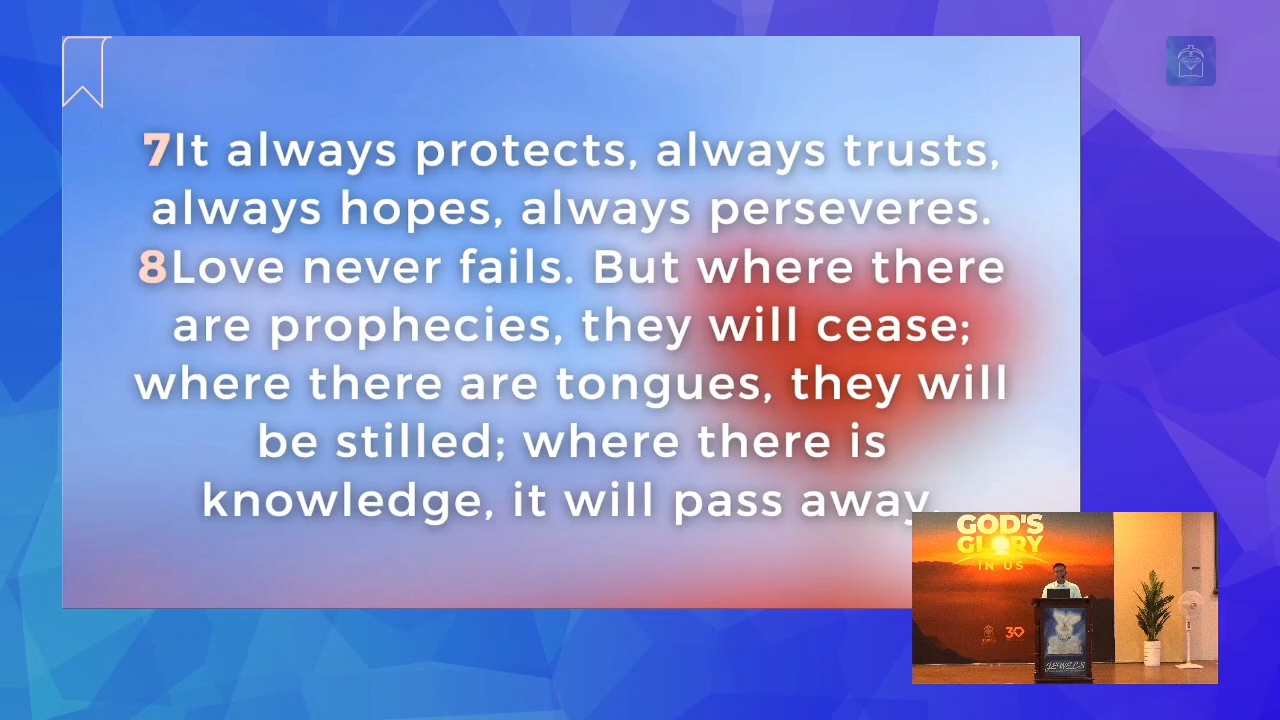 7It always protects, always trusts,
always hopes, always perseveres.
8Love never fails. But where there
are prophecies, they will cease;
where there are tongues, they will
be stilled; where there is
knowledge, it will pass away.
GOD'S
GLORY
IN US
30
JEWELS